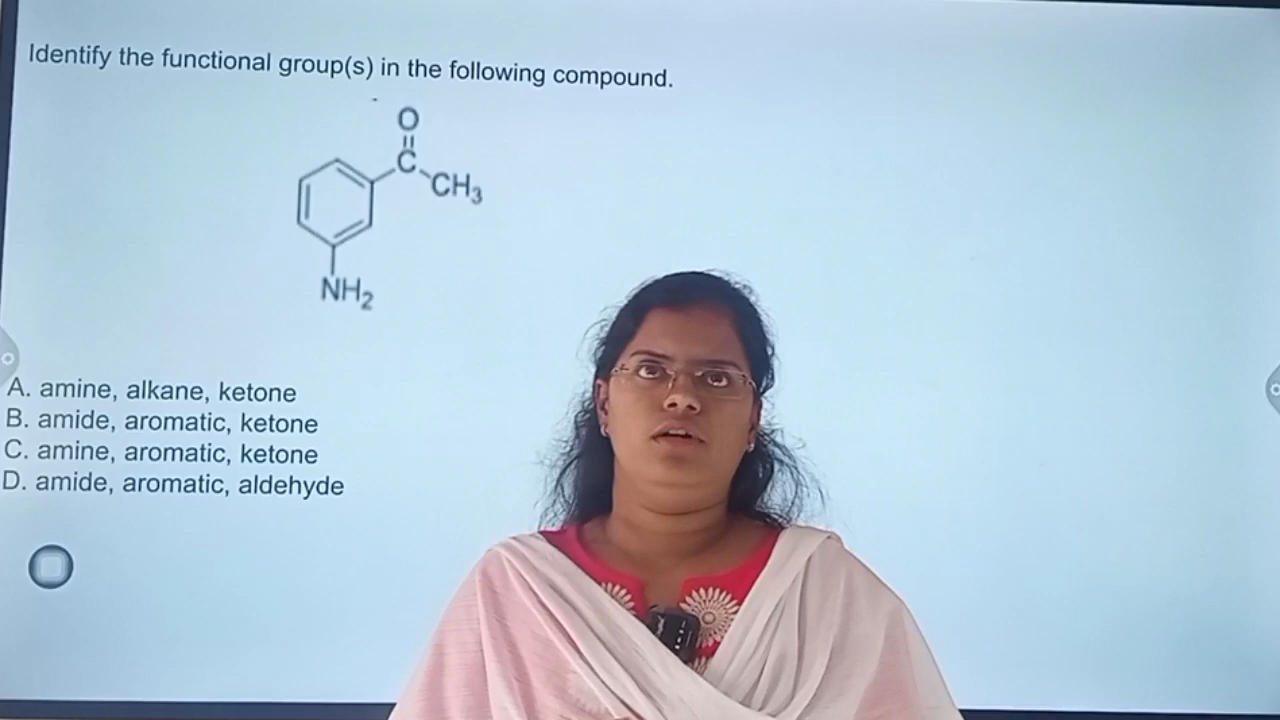 Identify the functional group(s) in the following compound.
O
C
CH₃
NH₂
A. amine, alkane, ketone
B. amide, aromatic, ketone
C. amine, aromatic, ketone
D. amide, aromatic, aldehyde